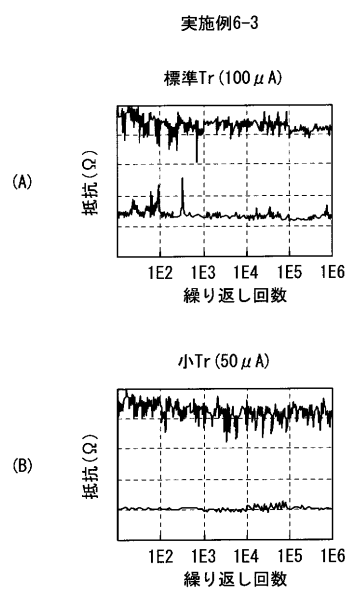 実施例6-3
標準Tr(100μA)
(A)
抵抗(Ω)
1E2 1E3 1E4 1E5 1E6
繰り返し回数
小Tr(50μA)
(B)
抵抗(Ω)
1E2 1E3 1E4 1E5 1E6
繰り返し回数